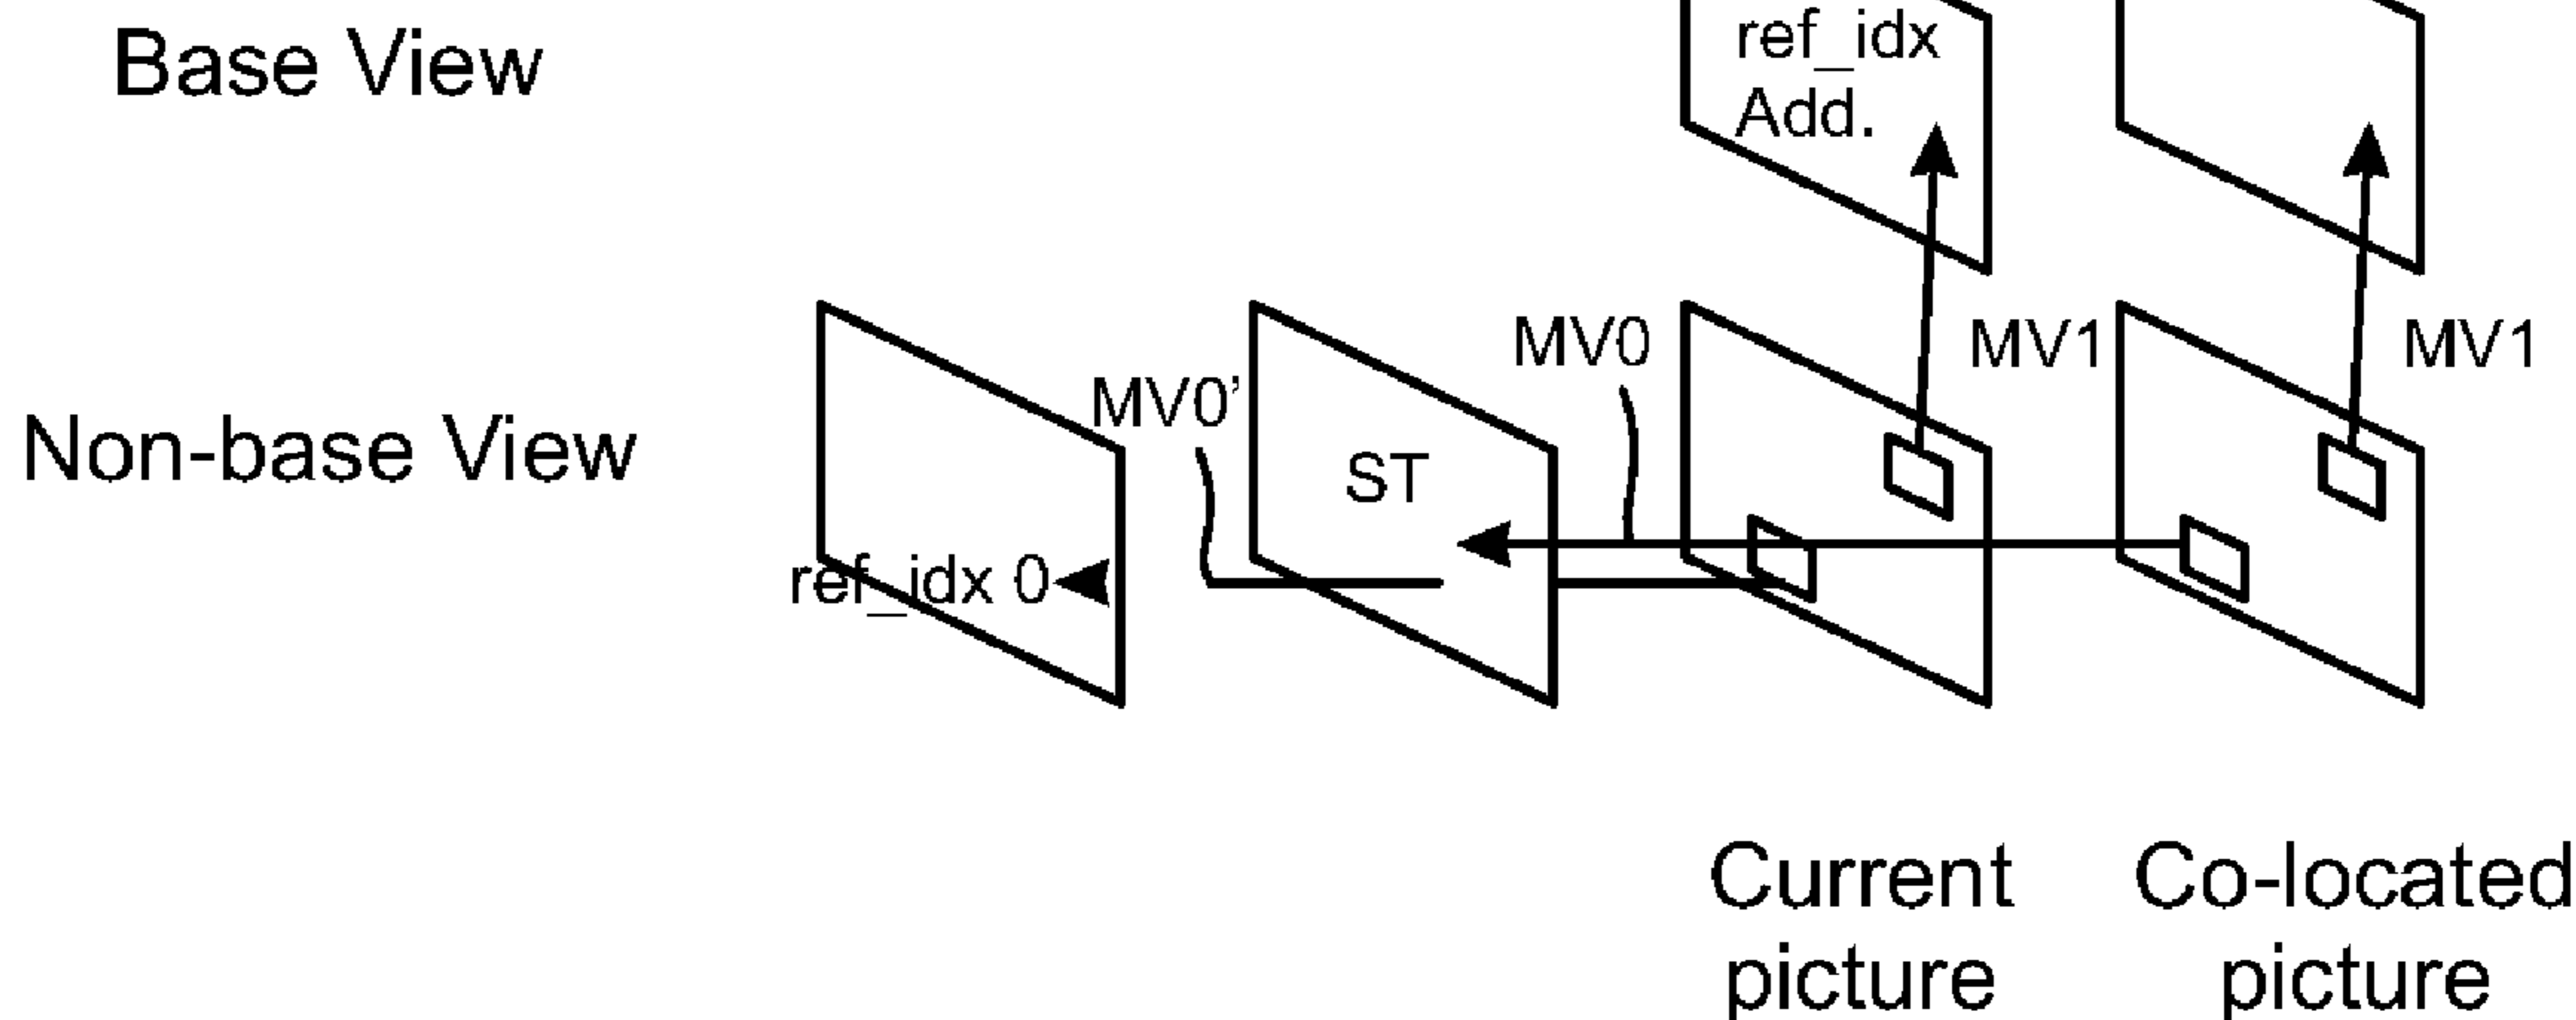 Base View
ref_idx
Add.
MV0
MV1
MV1
MV0’
Non-base View
ST
ref_idx 0
Current
picture
Co-located
picture